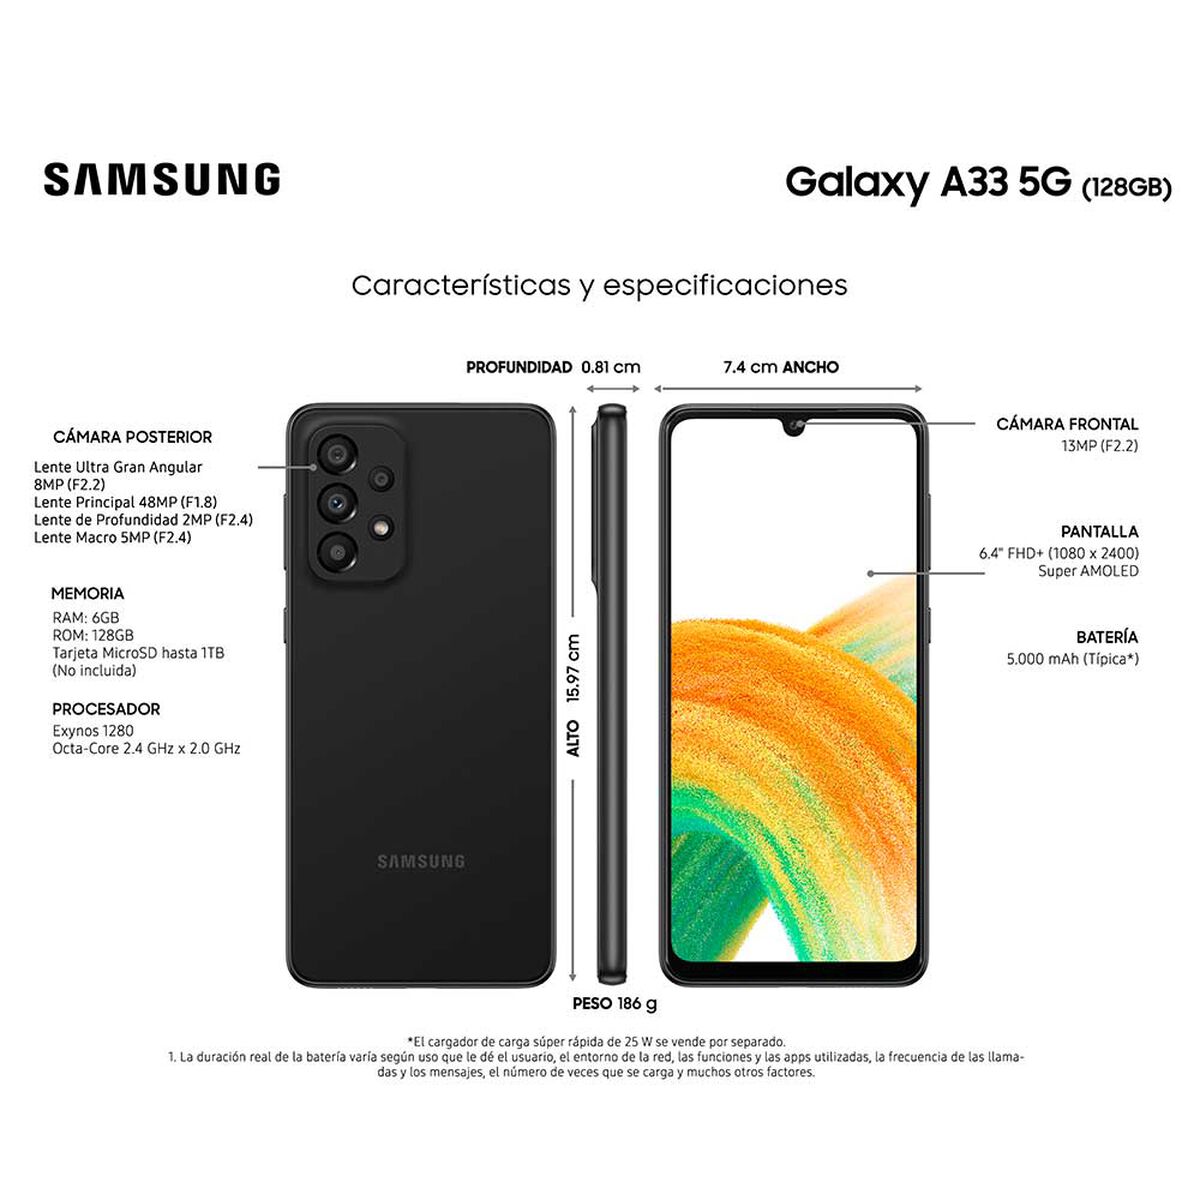 SAMSUNG
Galaxy A33 5G (128GB)
Características y especificaciones
PROFUNDIDAD 0.81 cm
7.4 cm ANCHO
CÁMARA POSTERIOR
Lente Ultra Gran Angular
8MP (F2.2)
Lente Principal 48MP (F1.8)
Lente de Profundidad 2MP (F2.4)
Lente Macro 5MP (F2.4)
MEMORIA
RAM: 6GB
ROM: 128GB
Tarjeta MicroSD hasta 1TB
(No incluida)
PROCESADOR
Exynos 1280
Octa-Core 2.4 GHz x 2.0 GHz
SAMSUNG
ALTO 15.97 cm
CÁMARA FRONTAL
13MP (F2.2)
PANTALLA
6.4" FHD+ (1080 x 2400)
Super AMOLED
BATERÍA
5.000 mAh (Típica*)
PESO 186 g
*El cargador de carga súper rápida de 25 W se vende por separado.
1. La duración real de la batería varía según uso que le dé el usuario, el entorno de la red, las funciones y las apps utilizadas, la frecuencia de las llama-
das y los mensajes, el número de veces que se carga y muchos otros factores.